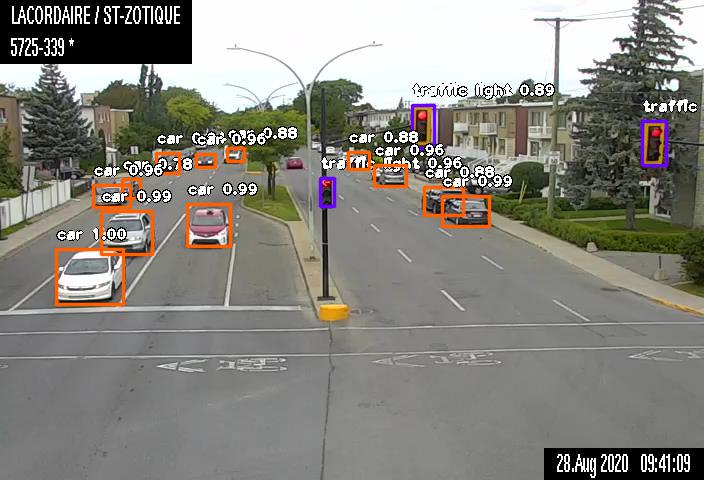 LACORDAIRE / ST-ZOTIQUE
5725-339 *
traffic light 0.89
traffic
car 0.88
car 0.96
car 0.88
car 0.96
traffic light 0.96
car 0.96
0.78
car 0.88
car 0.99
car 0.99
car 0.99
car 1.00
28.Aug 2020 09:41:09